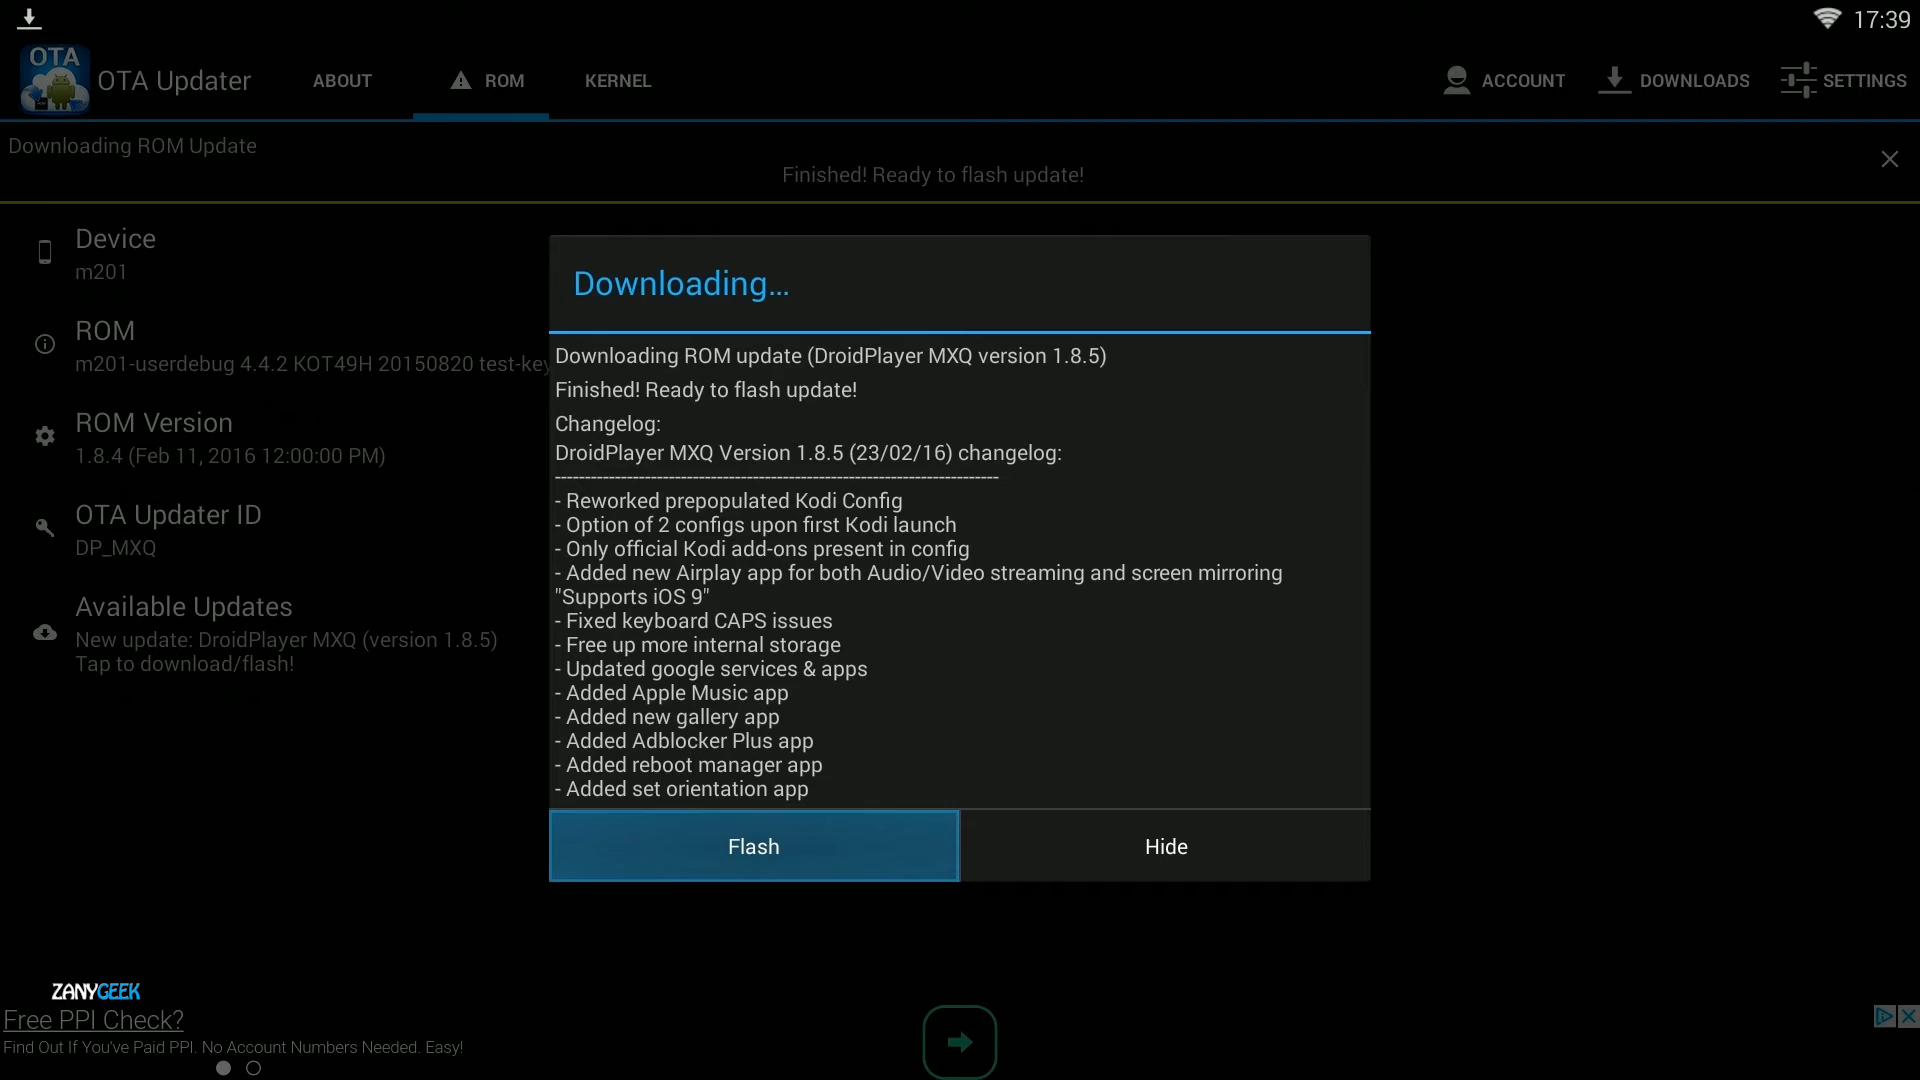 17:39
OTA
OTA Updater
ABOUT
ROM
KERNEL
ACCOUNT
DOWNLOADS
SETTINGS
Downloading ROM Update
Finished! Ready to flash update!
Device
m201
ROM
m201-userdebug 4.4.2 KOT49H 20150820 test-key
ROM Version
1.8.4 (Feb 11, 2016 12:00:00 PM)
OTA Updater ID
DP_MXQ
Available Updates
New update: DroidPlayer MXQ (version 1.8.5)
Tap to download/flash!
Downloading...
Downloading ROM update (DroidPlayer MXQ version 1.8.5)
Finished! Ready to flash update!
Changelog:
DroidPlayer MXQ Version 1.8.5 (23/02/16) changelog:
--------------------------------------------------------------------------
- Reworked prepopulated Kodi Config
- Option of 2 configs upon first Kodi launch
- Only official Kodi add-ons present in config
- Added new Airplay app for both Audio/Video streaming and screen mirroring
"Supports iOS 9"
- Fixed keyboard CAPS issues
- Free up more internal storage
- Updated google services & apps
- Added Apple Music app
- Added new gallery app
- Added Adblocker Plus app
- Added reboot manager app
- Added set orientation app
Flash
Hide
ZANYGEEK
Free PPI Check?
Find Out If You've Paid PPI. No Account Numbers Needed. Easy!